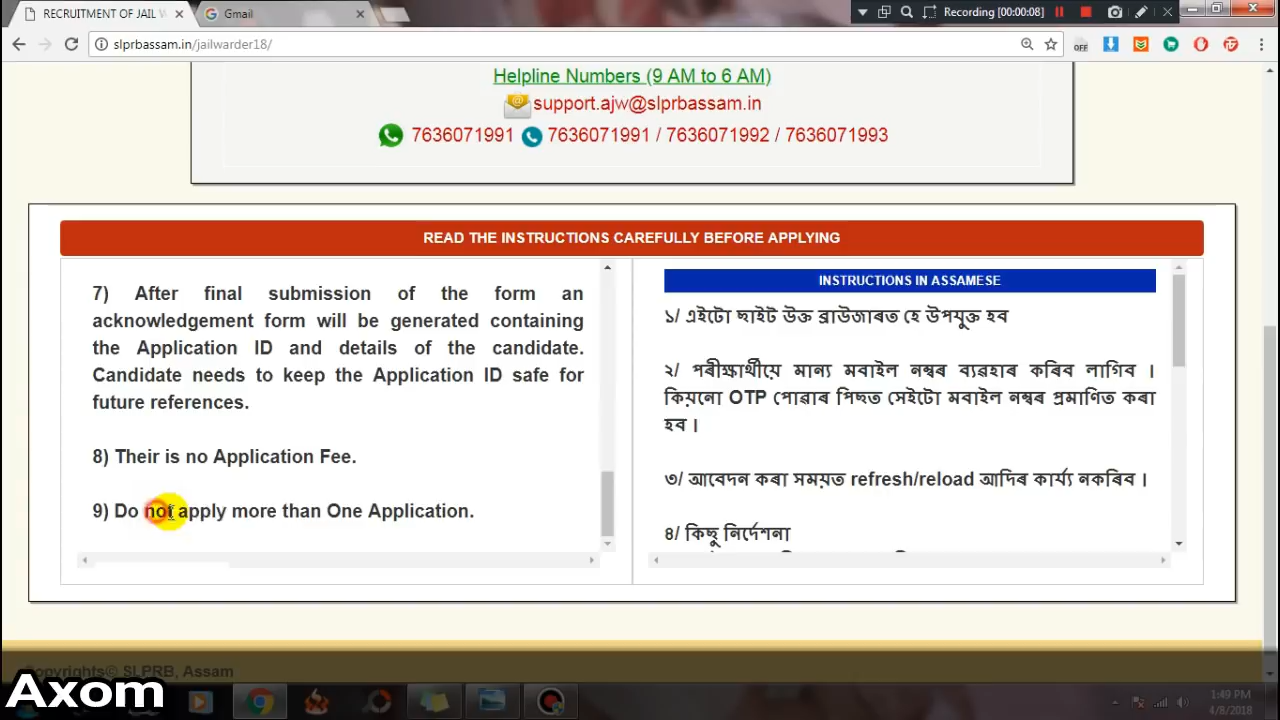 RECRUITMENT OF JAIL W
Gmail
Recording [00:00:08]
slprbassam.in/jailwarder18/
OFF
Helpline Numbers (9 AM to 6 AM)
support.ajw@slprbassam.in
7636071991 7636071991 / 7636071992 / 7636071993
READ THE INSTRUCTIONS CAREFULLY BEFORE APPLYING
7) After final submission of the form an
acknowledgement form will be generated containing
the Application ID and details of the candidate.
Candidate needs to keep the Application ID safe for
future references.
8) Their is no Application Fee.
9) Do not apply more than One Application.
INSTRUCTIONS IN ASSAMESE
১/ এইটো ছাইট উক্ত ব্ৰাউজাৰত হে উপযুক্ত হব
২/ পৰীক্ষাৰ্থীয়ে মান্য মবাইল নম্বৰ ব্যৱহাৰ কৰিব লাগিব ।
কিয়নো OTP পোৱাৰ পিছত সেইটো মবাইল নম্বৰ প্ৰমাণিত কৰা
হব ।
৩/ আবেদন কৰা সময়ত refresh/reload আদিৰ কাৰ্য্য নকৰিব ।
৪/ কিছু নিৰ্দেশনা
Copyrights© SLPRB, Assam
Axom
1:49 PM
4/8/2018